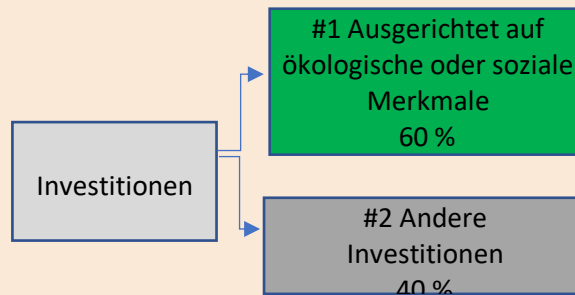 #1 Ausgerichtet auf
ökologische oder soziale
Merkmale
60 %
Investitionen
#2 Andere
Investitionen
40 %